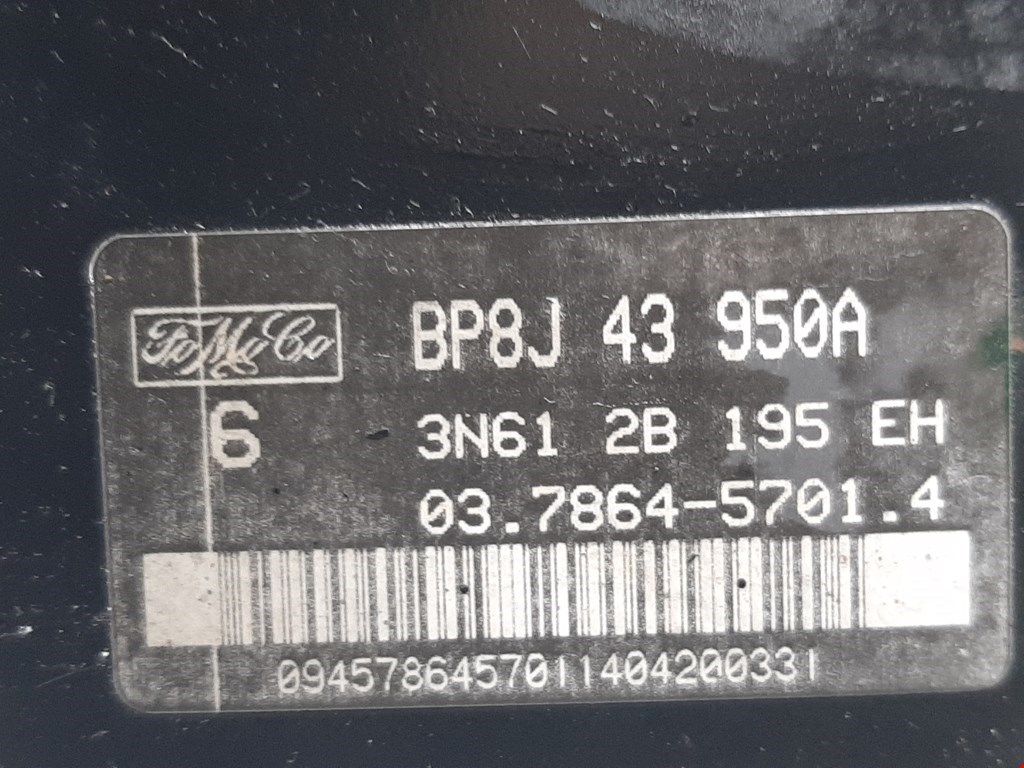 FoMoCo
BP8J 43 950A
6
3N61 2B 195 EH
03.7864-5701.4
0945786457011404200331